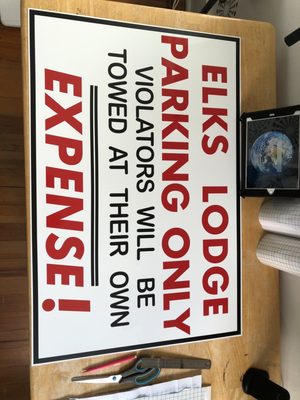 ELKS LODGE
PARKING ONLY
VIOLATORS WILL BE
TOWED AT THEIR OWN
EXPENSE!